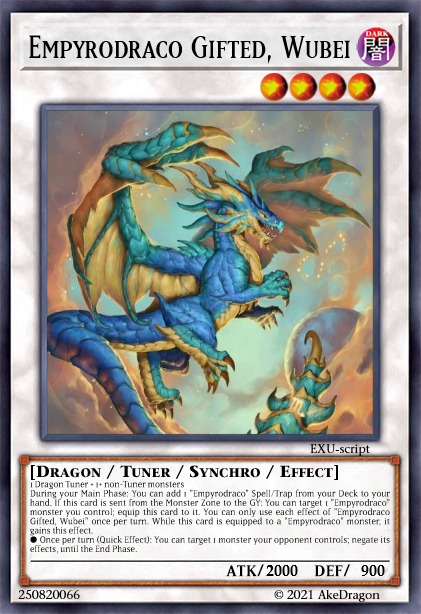 EMPYRODRACO GIFTED, WUBEI
DARK
闇
EXU-script
[DRAGON / TUNER / SYNCHRO / EFFECT]
1 Dragon Tuner + 1+ non-Tuner monsters
During your Main Phase: You can add 1 "Empyrodraco" Spell/Trap from your Deck to your
hand. If this card is sent from the Monster Zone to the GY: You can target 1 "Empyrodraco"
monster you control; equip this card to it. You can only use each effect of "Empyrodraco
Gifted, Wubei" once per turn. While this card is equipped to a "Empyrodraco" monster, it
gains this effect.
● Once per turn (Quick Effect): You can target 1 monster your opponent controls; negate its
effects, until the End Phase.
ATK/2000 DEF/ 900
250820066 © 2021 AkeDragon